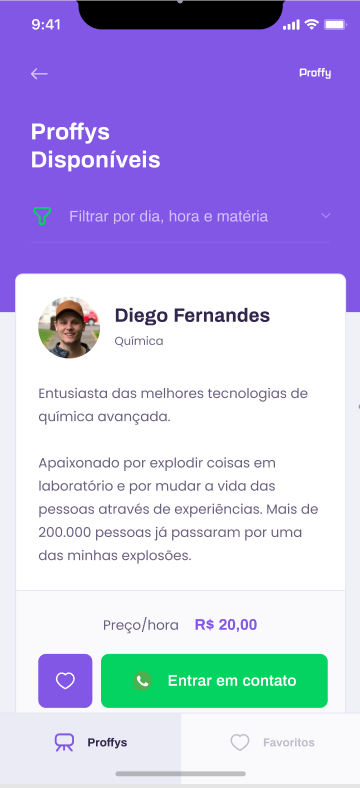 9:41
Proffy
Proffys
Disponíveis
Filtrar por dia, hora e matéria
Diego Fernandes
Química
Entusiasta das melhores tecnologias de
química avançada.
Apaixonado por explodir coisas em
laboratório e por mudar a vida das
pessoas através de experiências. Mais de
200.000 pessoas já passaram por uma
das minhas explosões.
Preço/hora R$ 20,00
Entrar em contato
Proffys Favoritos